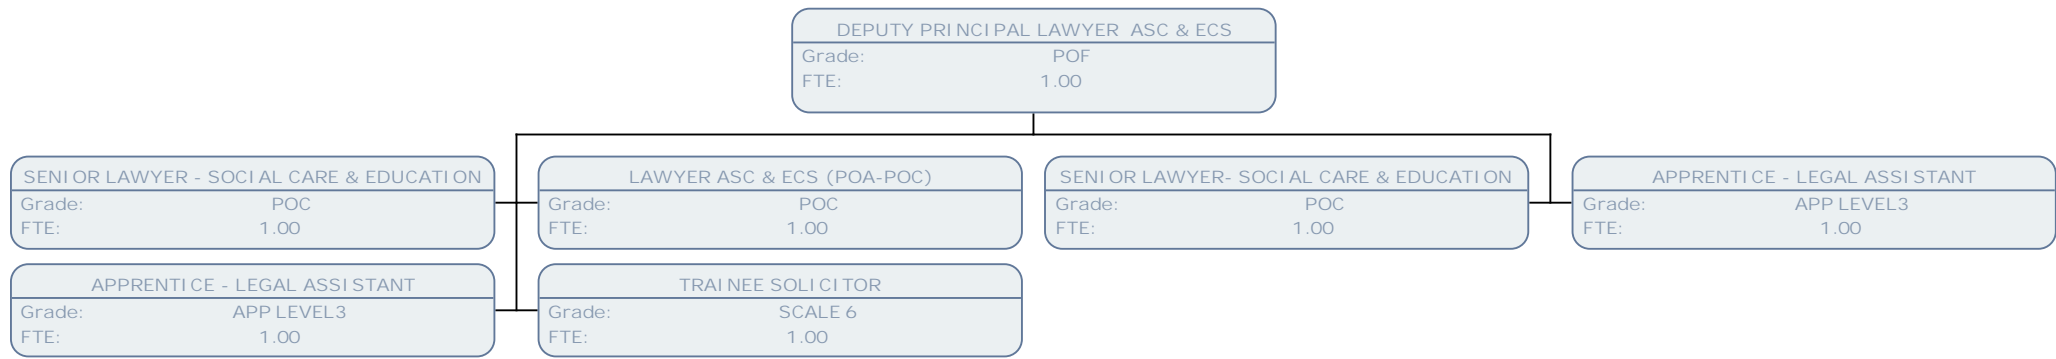 DEPUTY PRINCIPAL LAWYER ASC & ECS
Grade: POF
FTE: 1.00
SENIOR LAWYER - SOCIAL CARE & EDUCATION
Grade: POC
FTE: 1.00
LAWYER ASC & ECS (POA-POC)
Grade: POC
FTE: 1.00
SENIOR LAWYER- SOCIAL CARE & EDUCATION
Grade: POC
FTE: 1.00
APPRENTICE - LEGAL ASSISTANT
Grade: APP LEVEL3
FTE: 1.00
APPRENTICE - LEGAL ASSISTANT
Grade: APP LEVEL3
FTE: 1.00
TRAINEE SOLICITOR
Grade: SCALE 6
FTE: 1.00